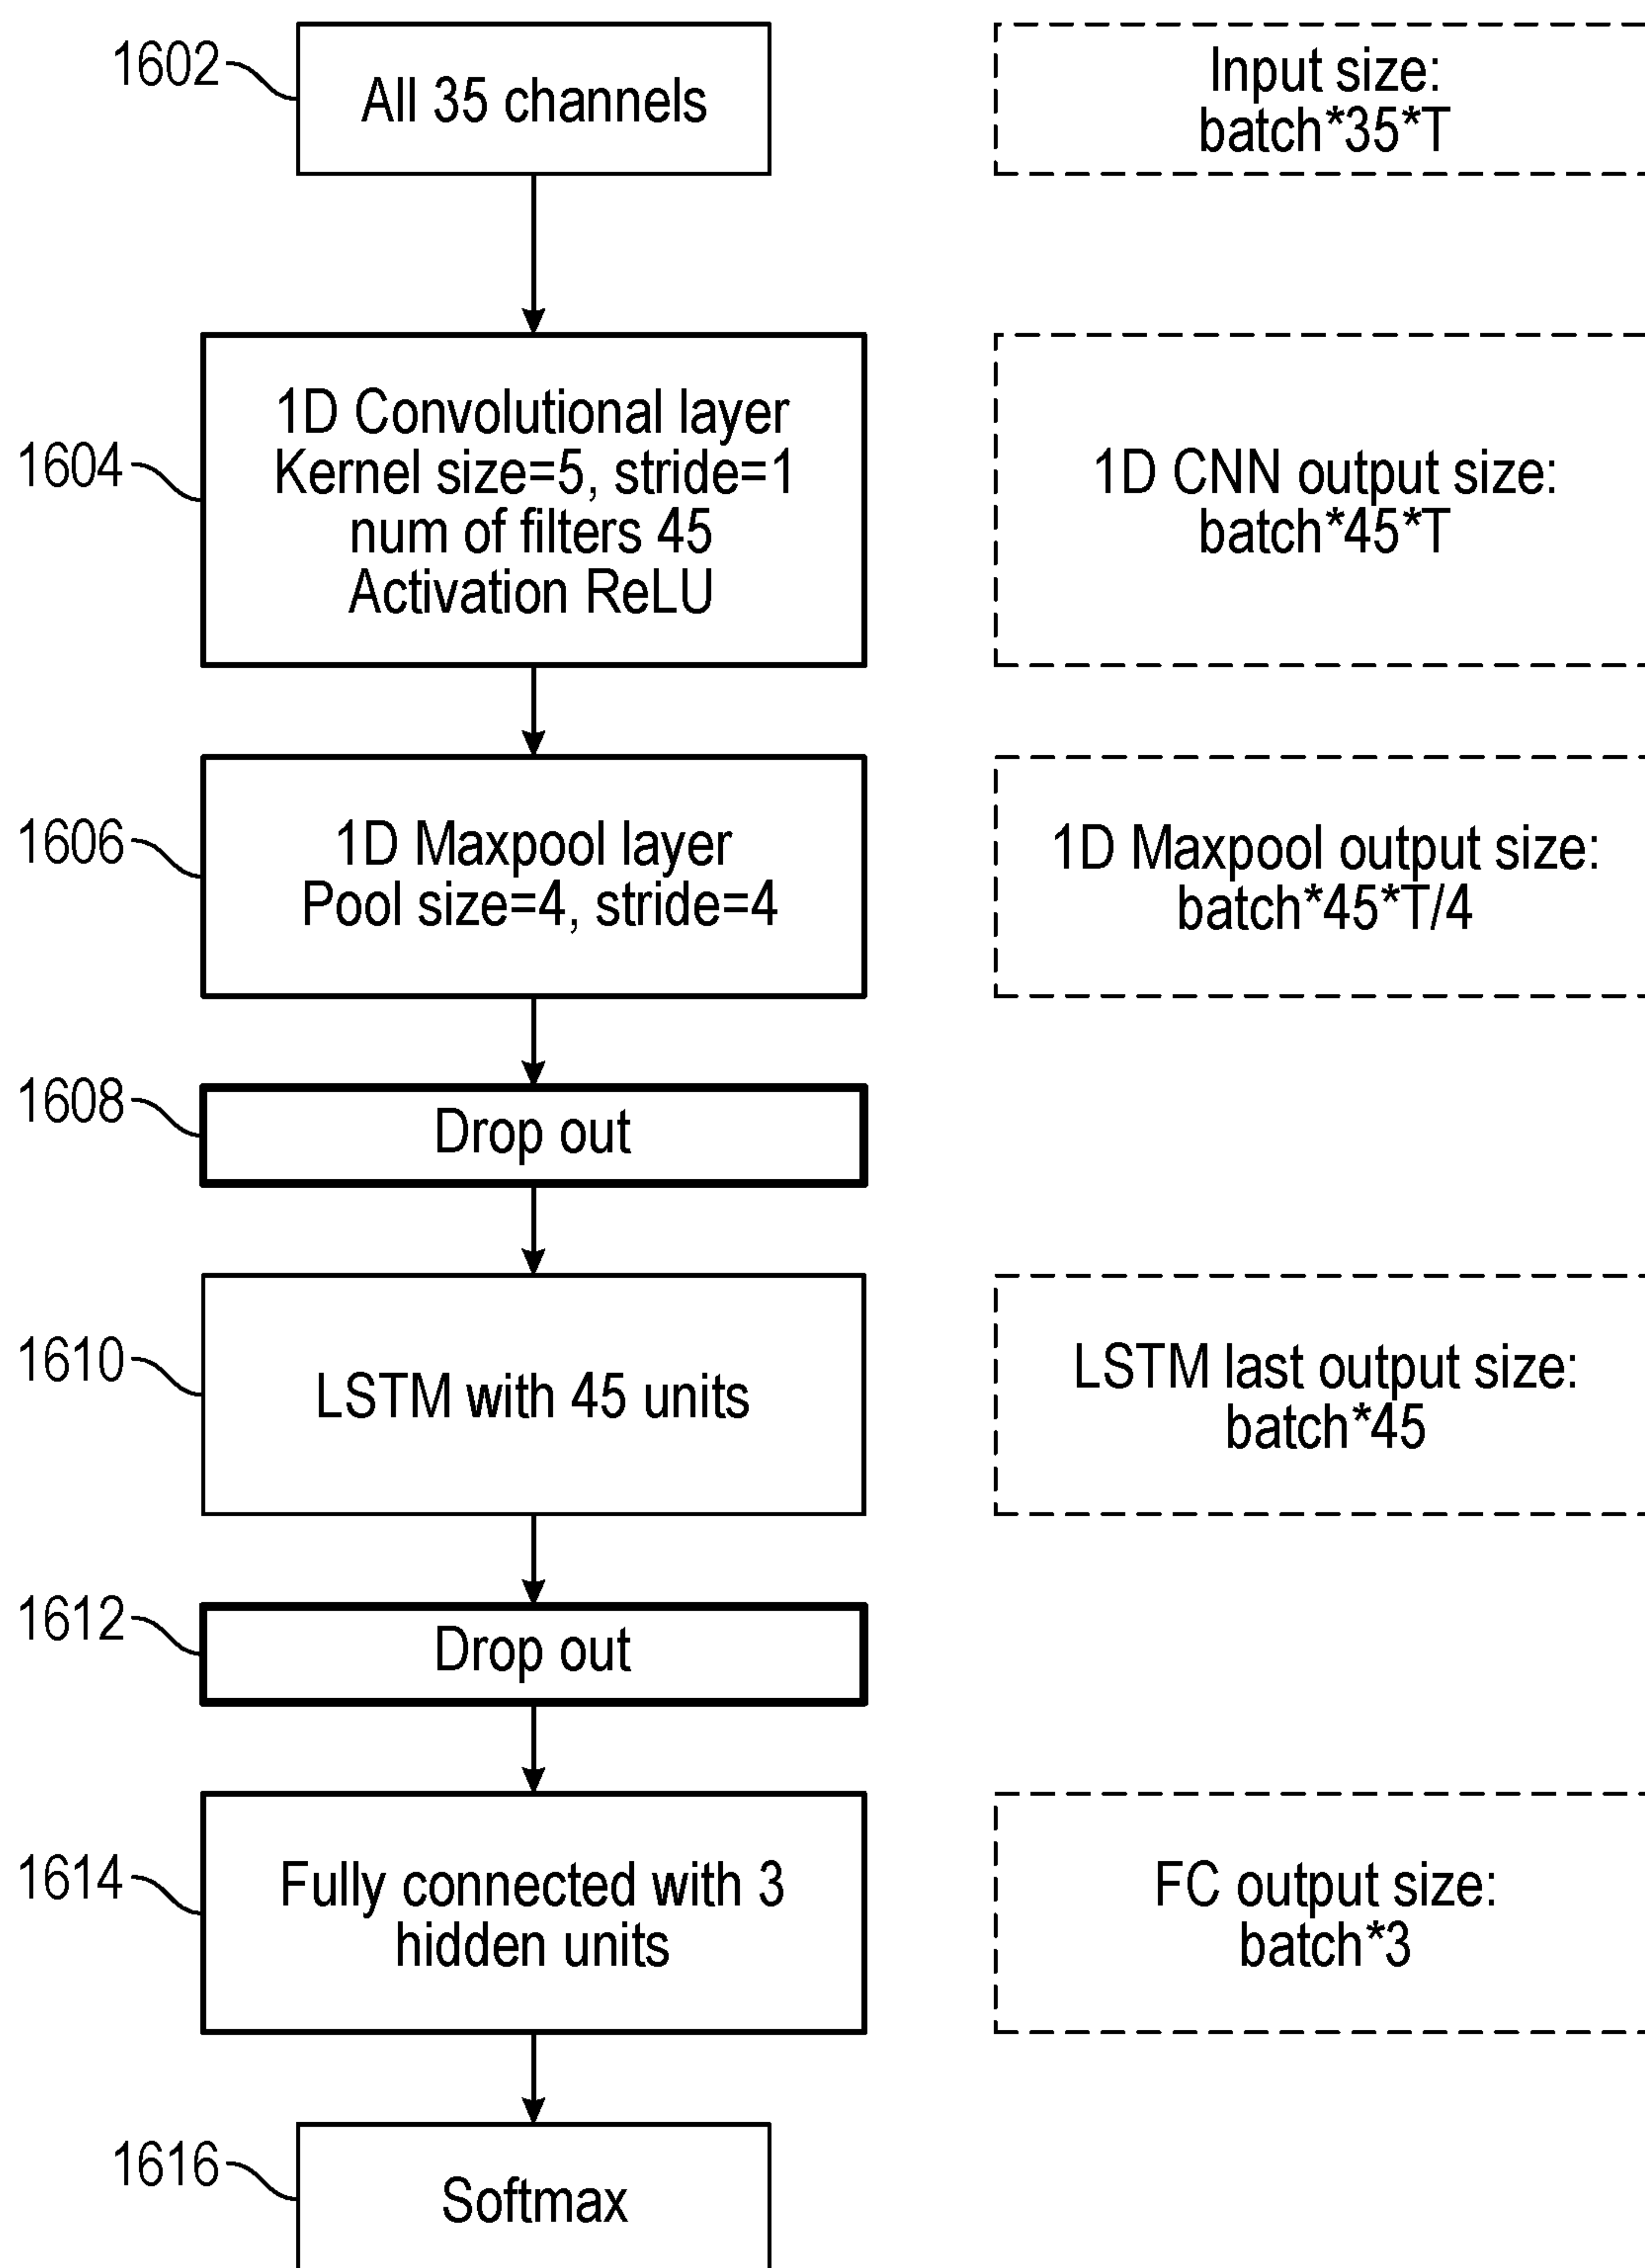 1602
All 35 channels
Input size:
batch*35*T
1604
1D Convolutional layer
Kernel size=5, stride=1
num of filters 45
Activation ReLU
1D CNN output size:
batch*45*T
1606
1D Maxpool layer
Pool size=4, stride=4
1D Maxpool output size:
batch*45*T/4
1608
Drop out
1610
LSTM with 45 units
LSTM last output size:
batch*45
1612
Drop out
1614
Fully connected with 3
hidden units
FC output size:
batch*3
1616
Softmax